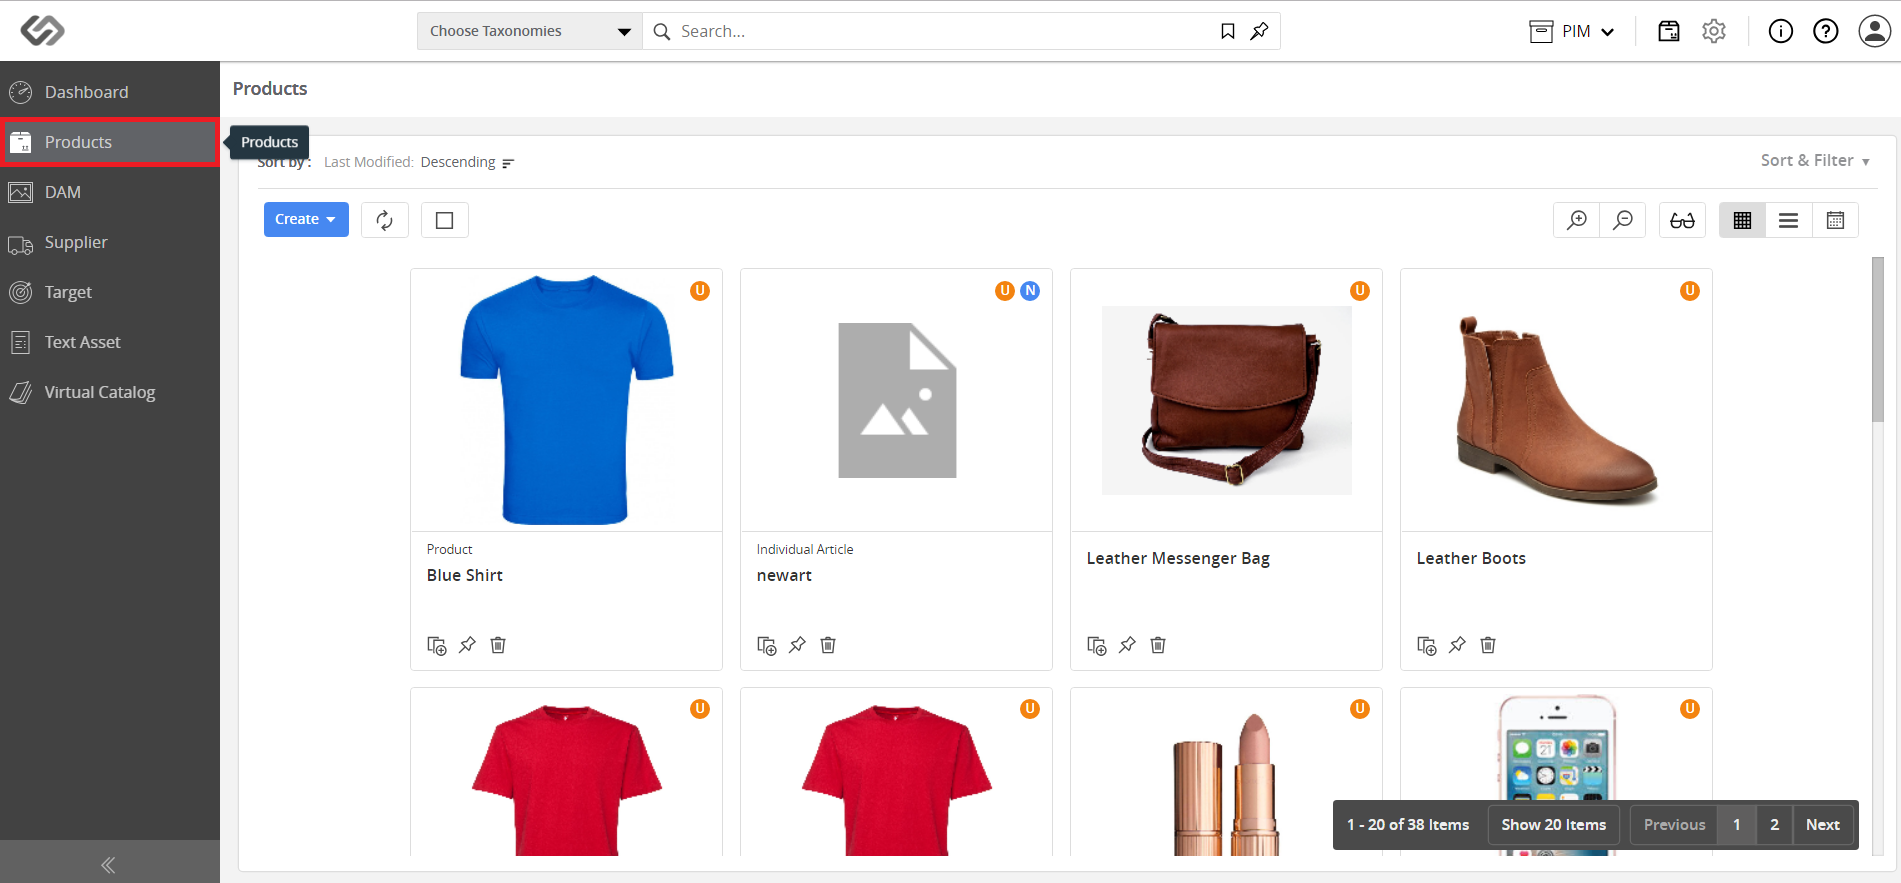 Choose Taxonomies
Search...
PIM
Dashboard
Products
DAM
Supplier
Target
Text Asset
Virtual Catalog
Products
Products
Sort by :
Last Modified: Descending
Sort & Filter
Create
U
U N
U
U
Product
Blue Shirt
Individual Article
newart
Leather Messenger Bag
Leather Boots
U
U
U
U
1 - 20 of 38 Items
Show 20 Items
Previous
1
2
Next